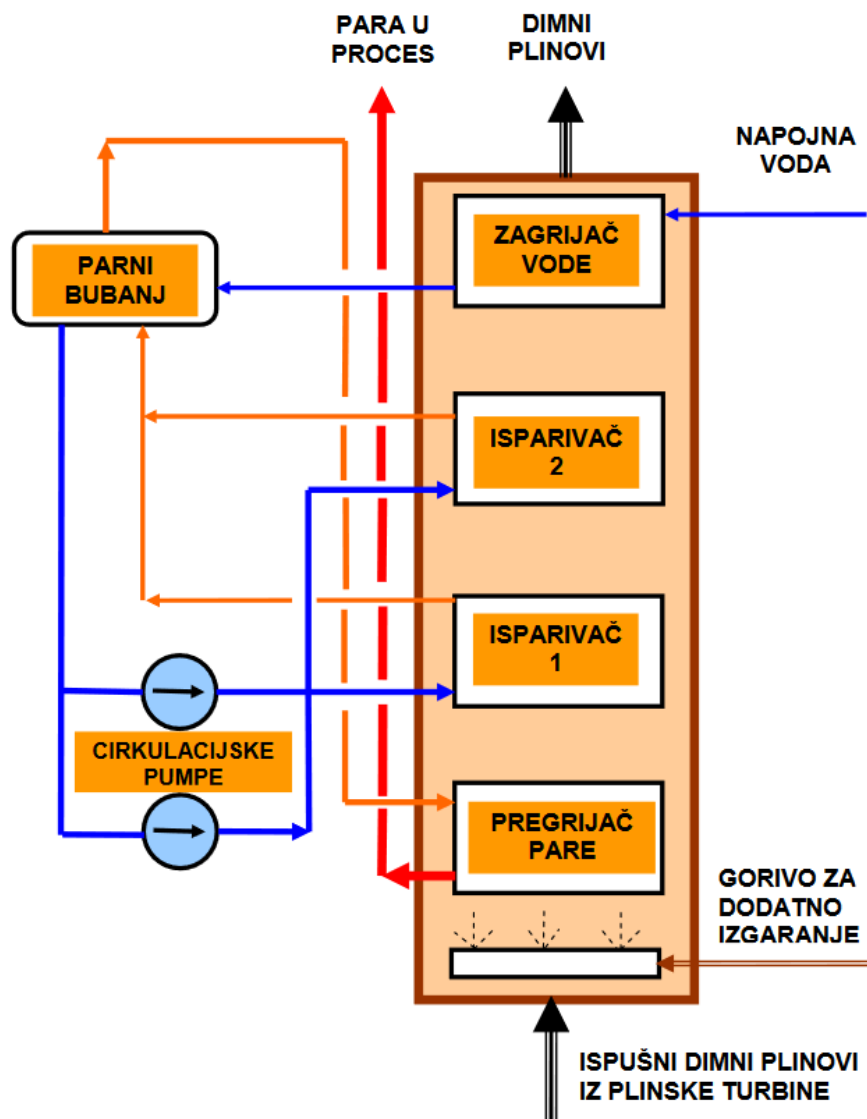 PARA U
PROCES
DIMNI
PLINOVI
NAPOJNA
VODA
ZAGRIJAČ
VODE
PARNI
BUBANJ
ISPARIVAČ
2
ISPARIVAČ
1
CIRKULACIJSKE
PUMPE
PREGRIJAČ
PARE
GORIVO ZA
DODATNO
IZGARANJE
ISPUŠNI DIMNI PLINOVI
IZ PLINSKE TURBINE